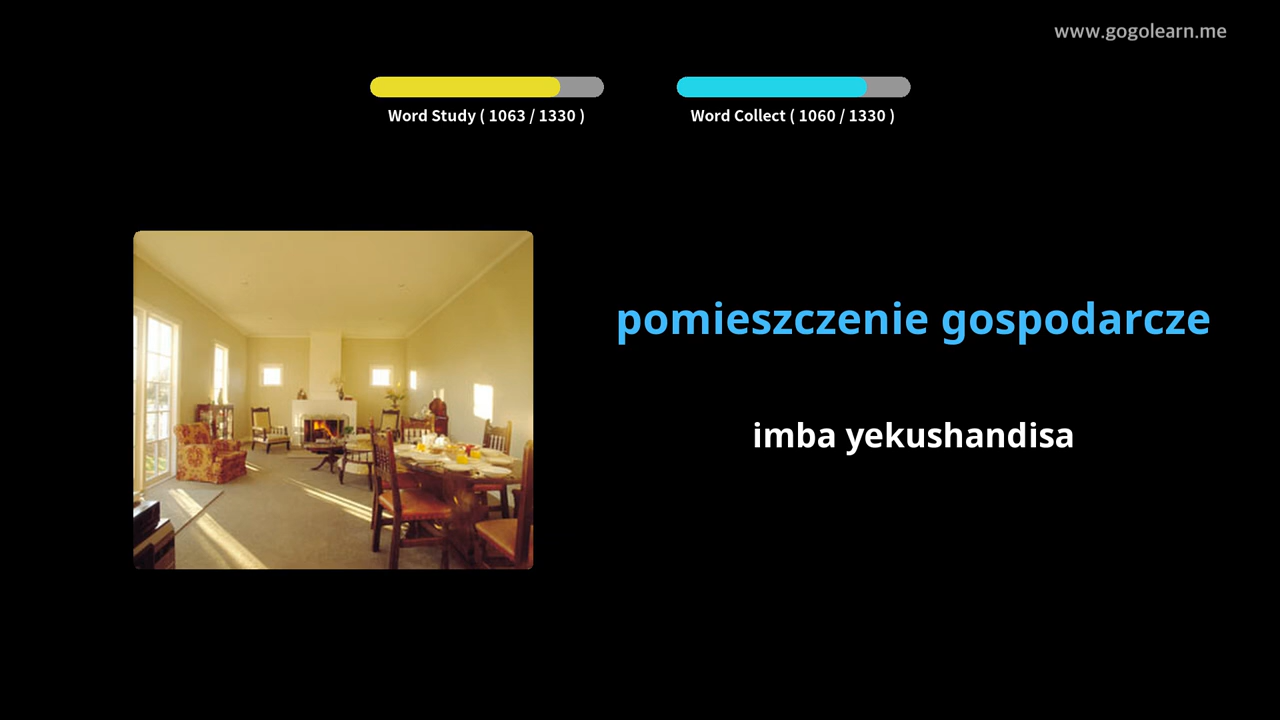 www.gogolearn.me
Word Study ( 1063 / 1330 )
Word Collect ( 1060 / 1330 )
pomieszczenie gospodarcze
imba yekushandisa